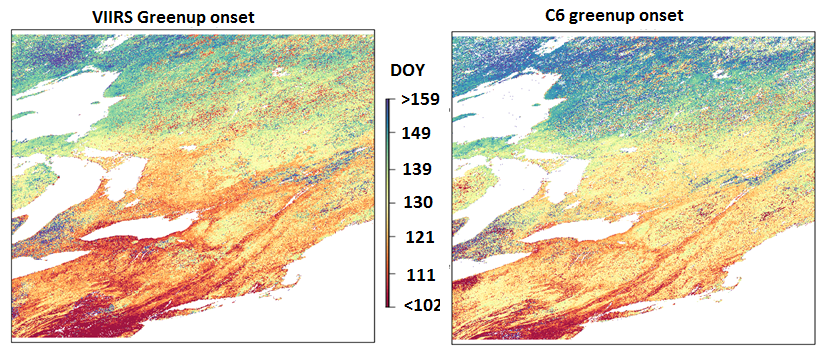 VIIRS Greenup onset
C6 greenup onset
DOY
>159
149
139
130
121
111
<102